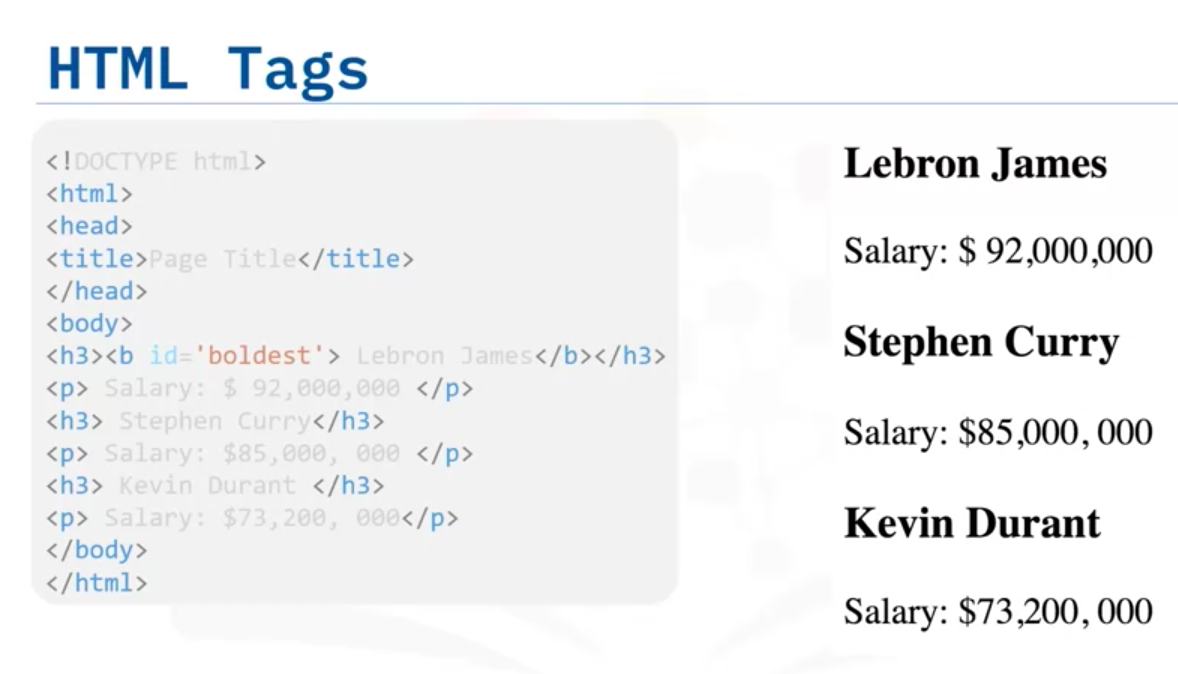 HTML Tags
<!DOCTYPE html>
<html>
<head>
<title>Page Title</title>
</head>
<body>
<h3><b id='boldest'> Lebron James</b></h3>
<p> Salary: $ 92,000,000 </p>
<h3> Stephen Curry</h3>
<p> Salary: $85,000, 000 </p>
<h3> Kevin Durant </h3>
<p> Salary: $73,200, 000</p>
</body>
</html>
Lebron James
Salary: $ 92,000,000
Stephen Curry
Salary: $85,000, 000
Kevin Durant
Salary: $73,200, 000